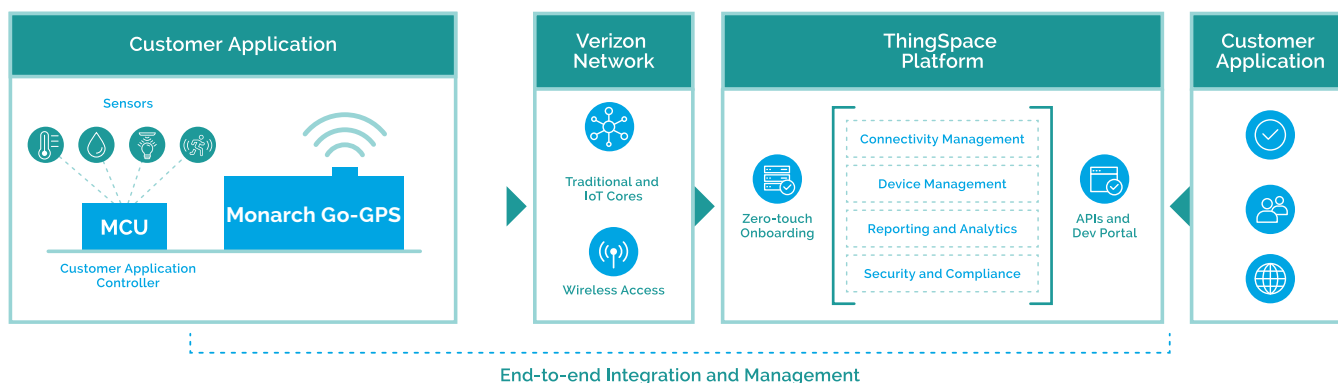 Customer Application
Sensors
MCU
Monarch Go-GPS
Customer Application
Controller
Verizon
Network
Traditional and
IoT Cores
Wireless Access
ThingSpace
Platform
Zero-touch
Onboarding
Connectivity Management
Device Management
Reporting and Analytics
Security and Compliance
APIs and
Dev Portal
Customer
Application
End-to-end Integration and Management